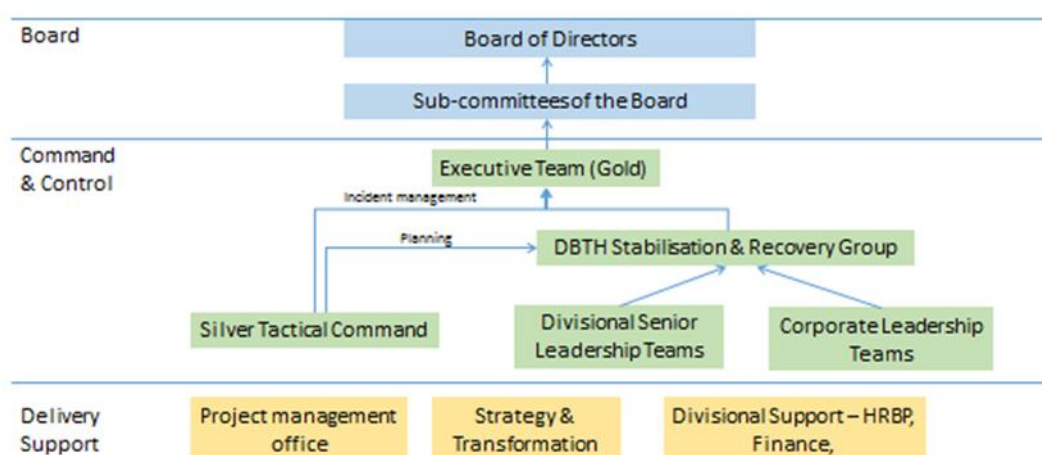 Board
Board of Directors
Sub-committeesof the Board
Command
& Control
Executive Team (Gold)
Incident management
Planning
DBTH Stabilisation & Recovery Group
Silver Tactical Command
Divisional Senior
Leadership Teams
Corporate Leadership
Teams
Delivery
Support
Project management
office
Strategy &
Transformation
Divisional Support – HRBP,
Finance,